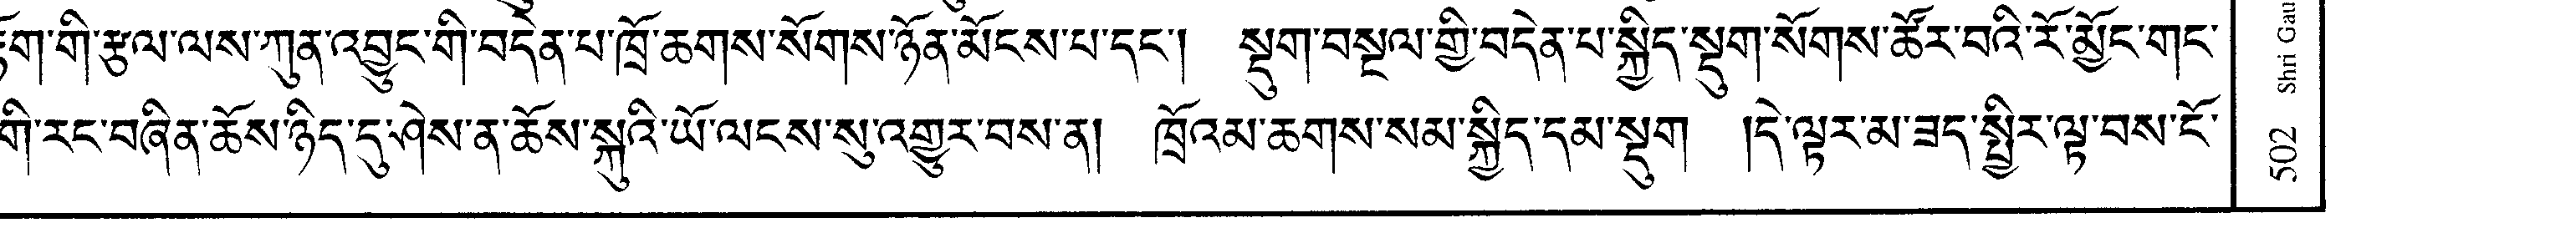 ག་གི་རྩལ་ལས་ཀུན་འབྱུང་གི་བདེན་པ་ཁྲོ་ཆགས་སོགས་ཉོན་མོངས་པ་དང་། སྡུག་བསྔལ་གྱི་བདེན་པ་སྐྱིད་སྡུག་སོགས་ཚོར་བའི་རོ་མྱོང་གང་
གི་རང་བཞིན་ཆོས་ཉིད་དུ་ཤེས་ན་ཆོས་སྐུའི་ཡོ་ལངས་སུ་འགྱུར་བས་ན། ཁྲོའམ་ཆགས་སམ་སྐྱིད་དམ་སྡུག །དེ་ལྟར་མ་ཟད་སྤྱིར་ལྟ་བས་ངོ་
Shri Gau
502